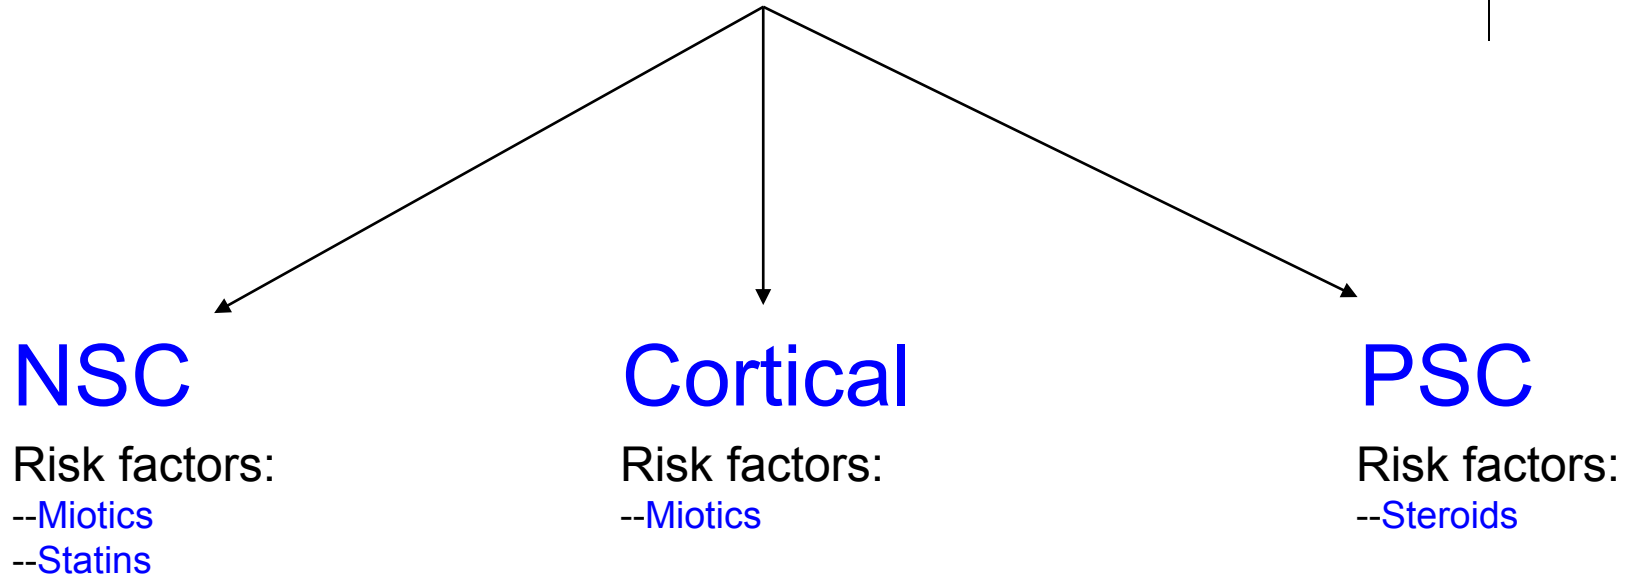 NSC
Cortical
PSC
Risk factors:
--Miotics
--Statins
Risk factors:
--Miotics
Risk factors:
--Steroids